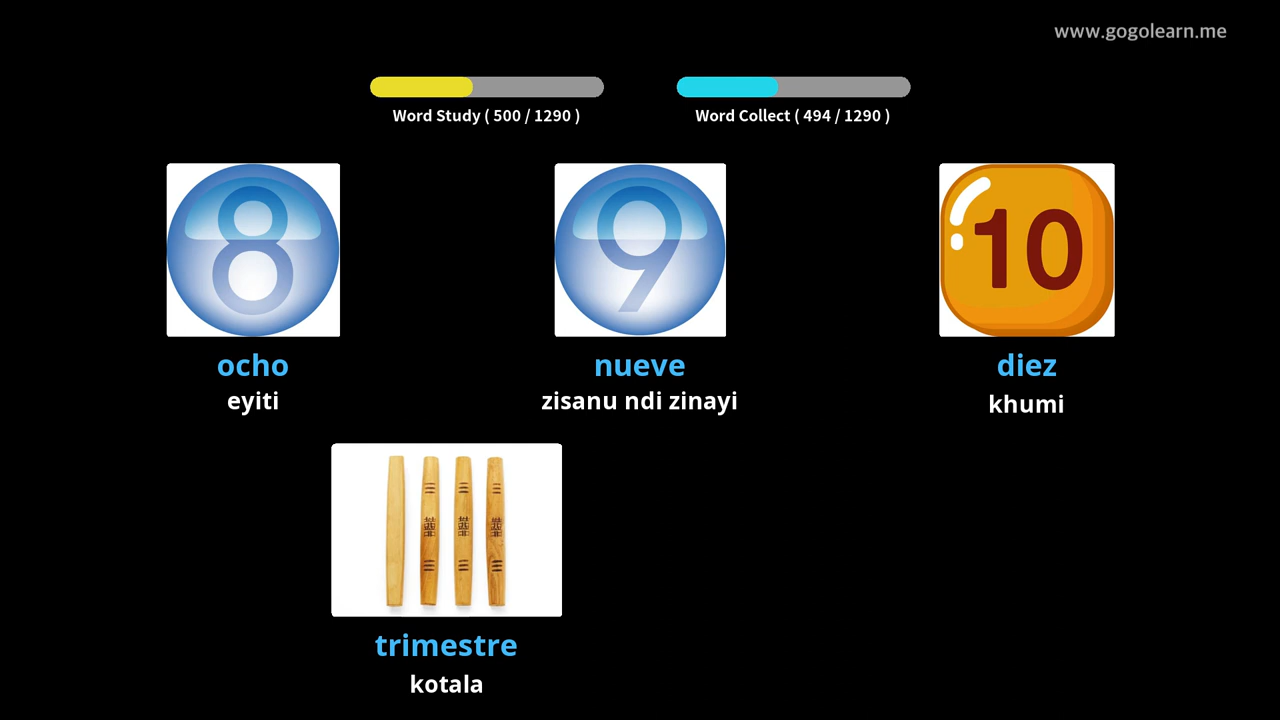 www.gogolearn.me
Word Study ( 500 / 1290 )
Word Collect ( 494 / 1290 )
8
9
10
ocho
nueve
diez
eyiti
zisanu ndi zinayi
khumi
trimestre
kotala